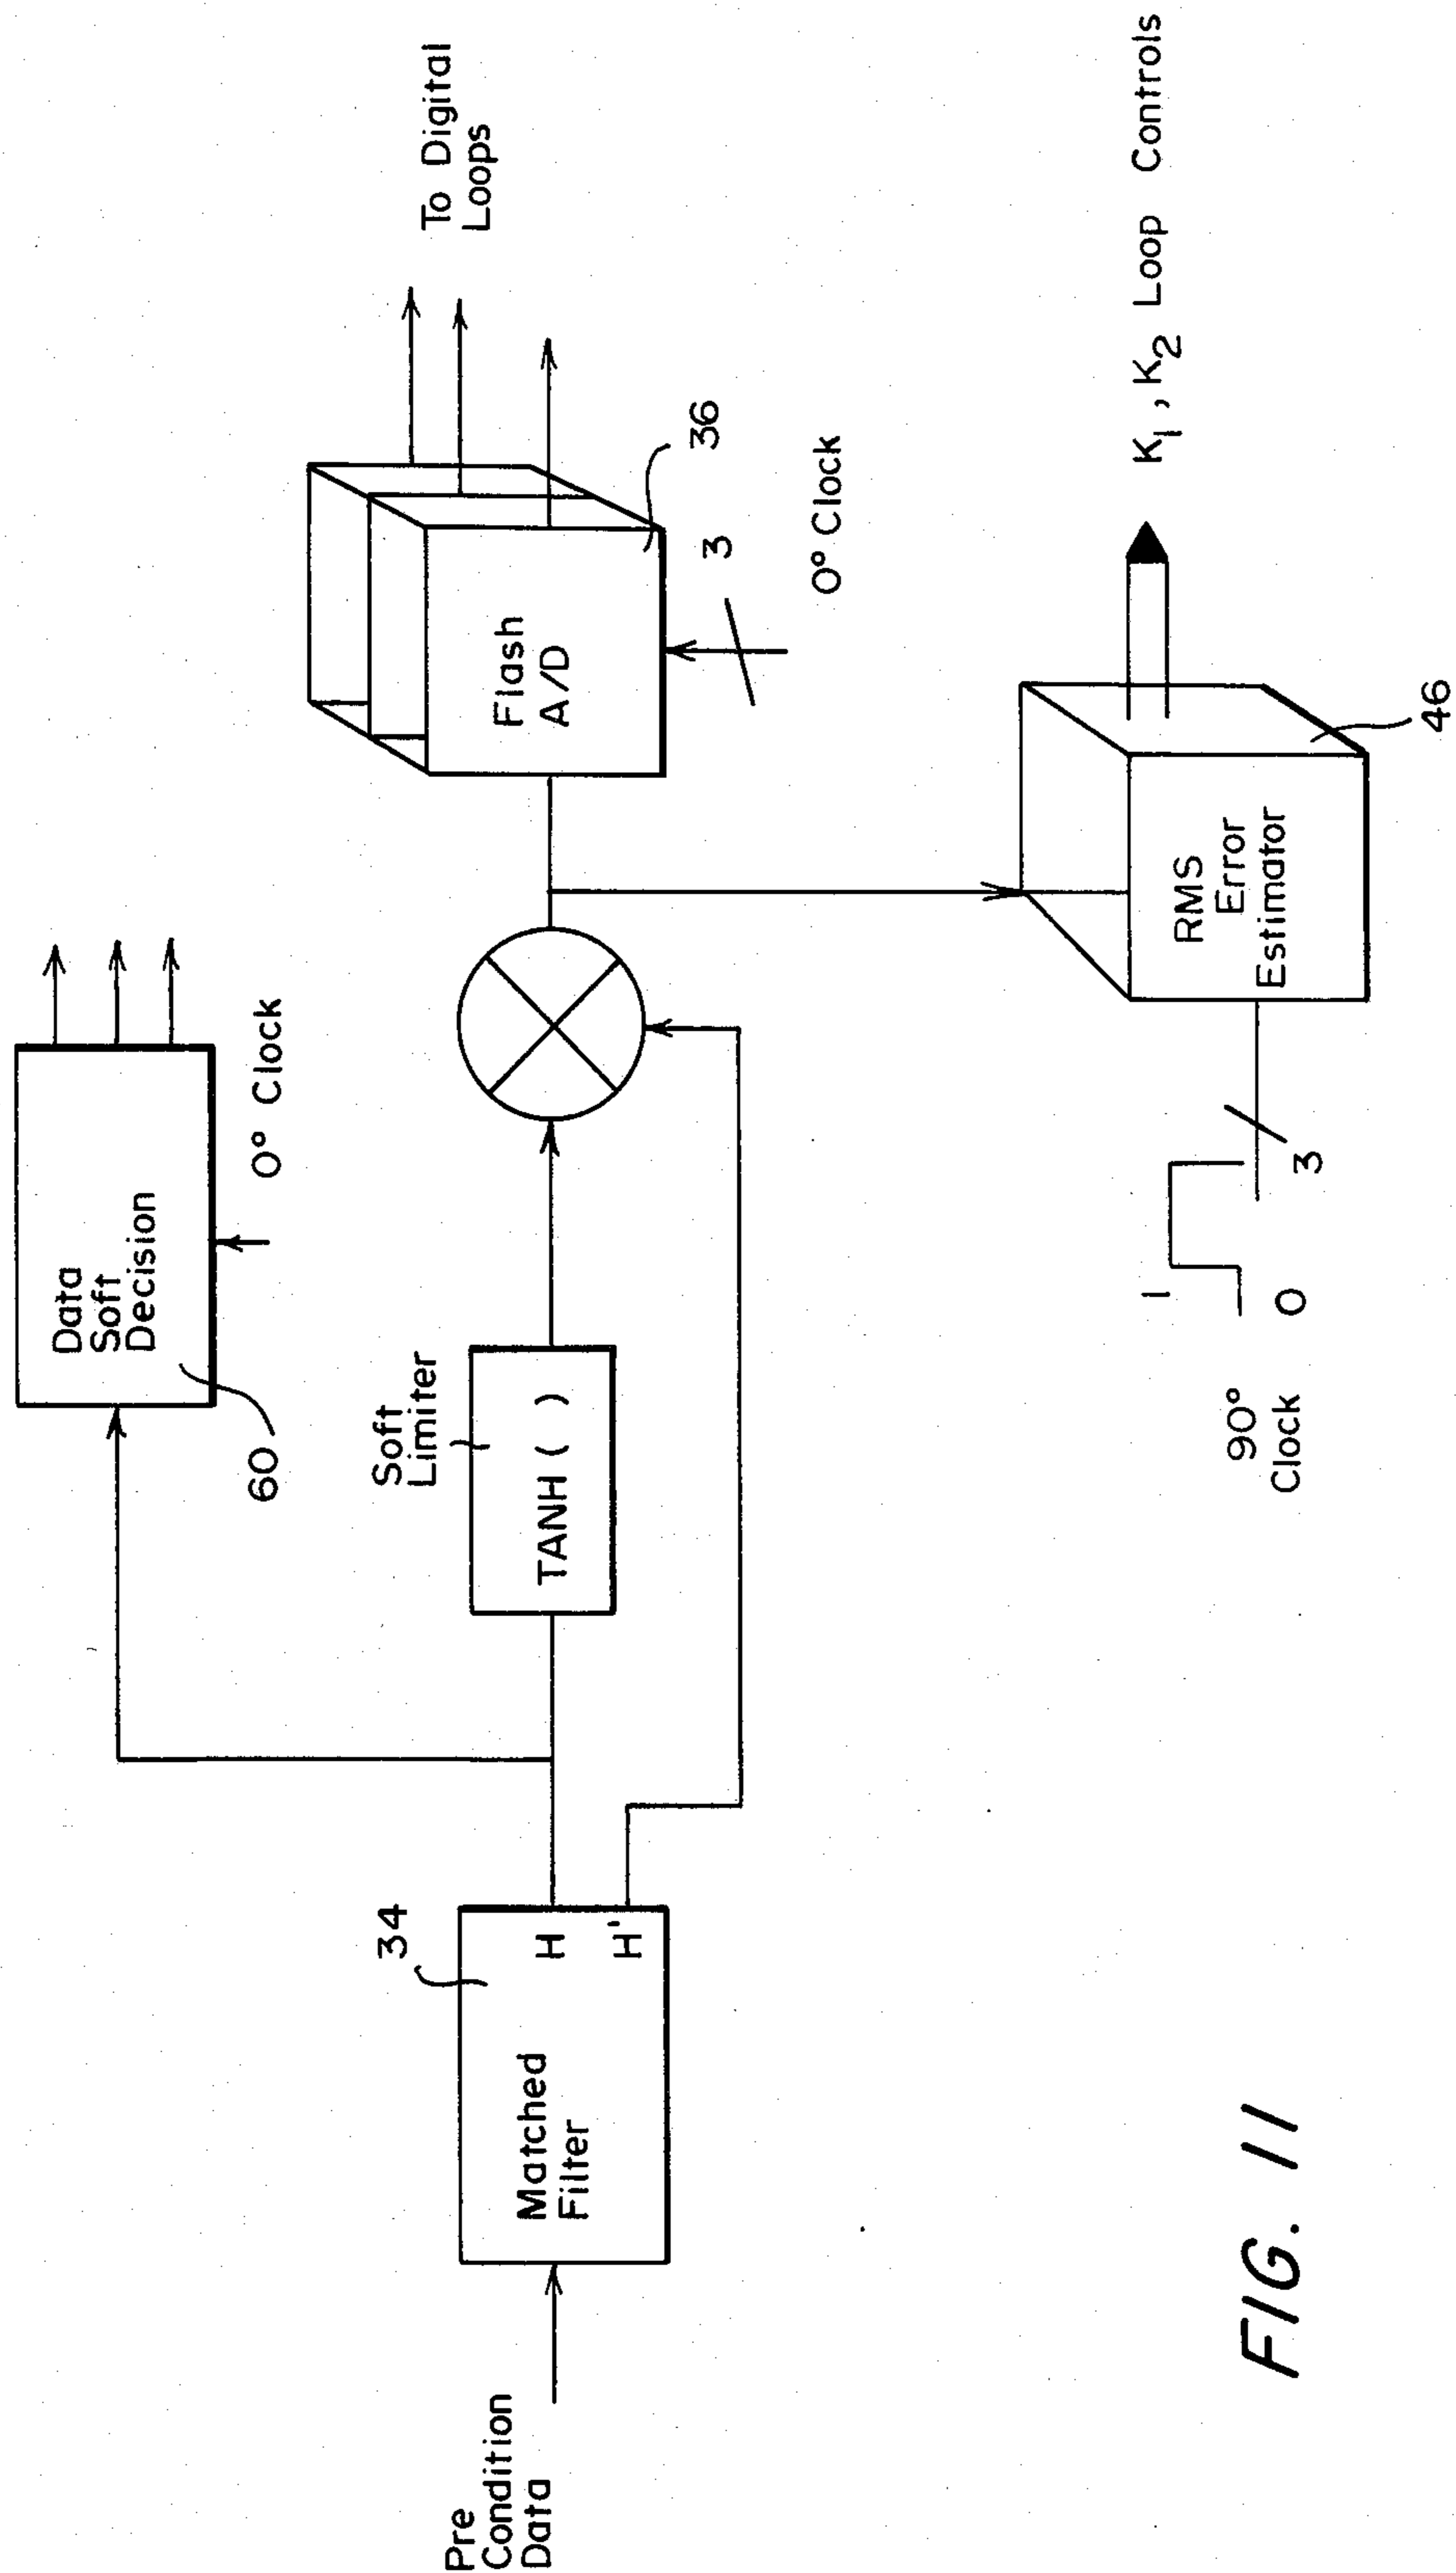 Data
Soft
Decision
60
0° Clock
To Digital
Loops
Pre
Condition
Data
34
Matched
Filter
H
H'
Soft
Limiter
TANH ( )
Flash
A/D
36
3
0° Clock
90°
Clock
1
0
3
RMS
Error
Estimator
46
K1, K2 Loop Controls
FIG. 11